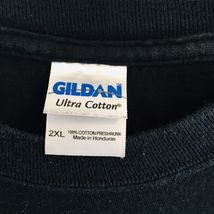 GILDAN
Ultra Cotton®
2XL 100% COTTON PRESHRUNK
Made in Honduras